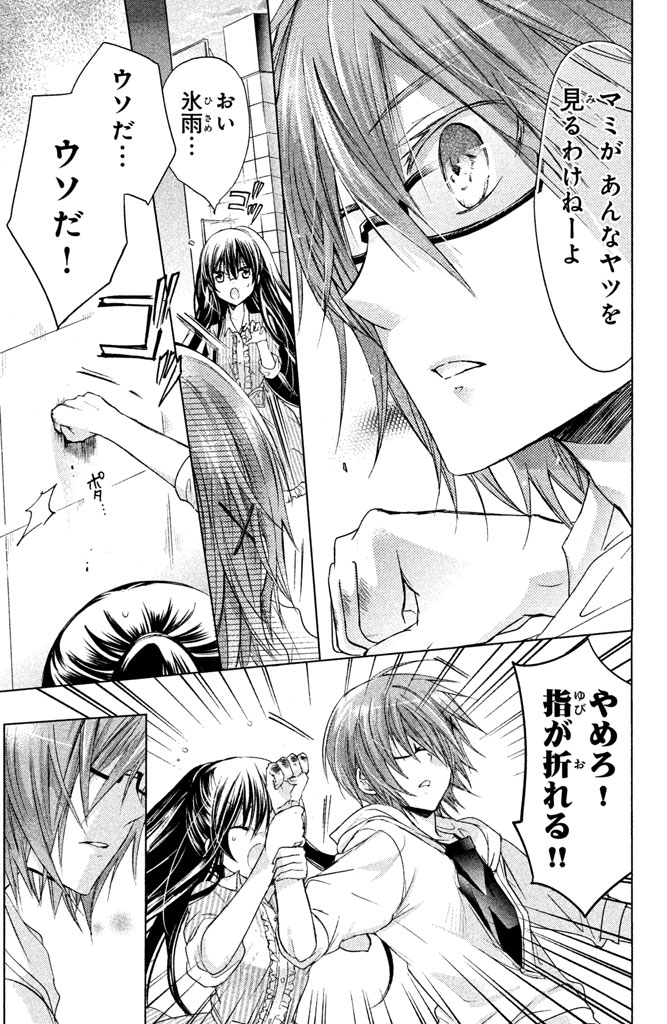 マミが あんなヤツを
見るわけねーよ
おい
氷雨…
ゴッ
ウソだ…
ウソだ！
ゴッ
ポタ…
やめろ！
指が折れる!!